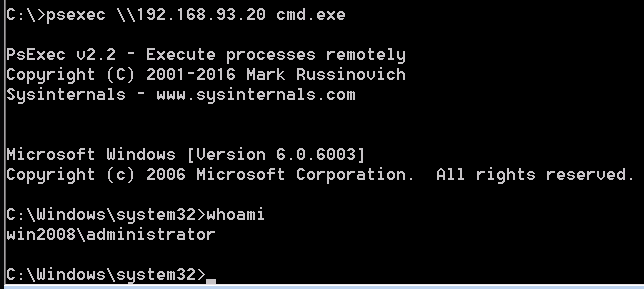 C:\>psexec \\192.168.93.20 cmd.exe
PsExec v2.2 - Execute processes remotely
Copyright (C) 2001-2016 Mark Russinovich
Sysinternals - www.sysinternals.com
Microsoft Windows [Version 6.0.6003]
Copyright (c) 2006 Microsoft Corporation.  All rights reserved.
C:\Windows\system32>whoami
win2008\administrator
C:\Windows\system32>_